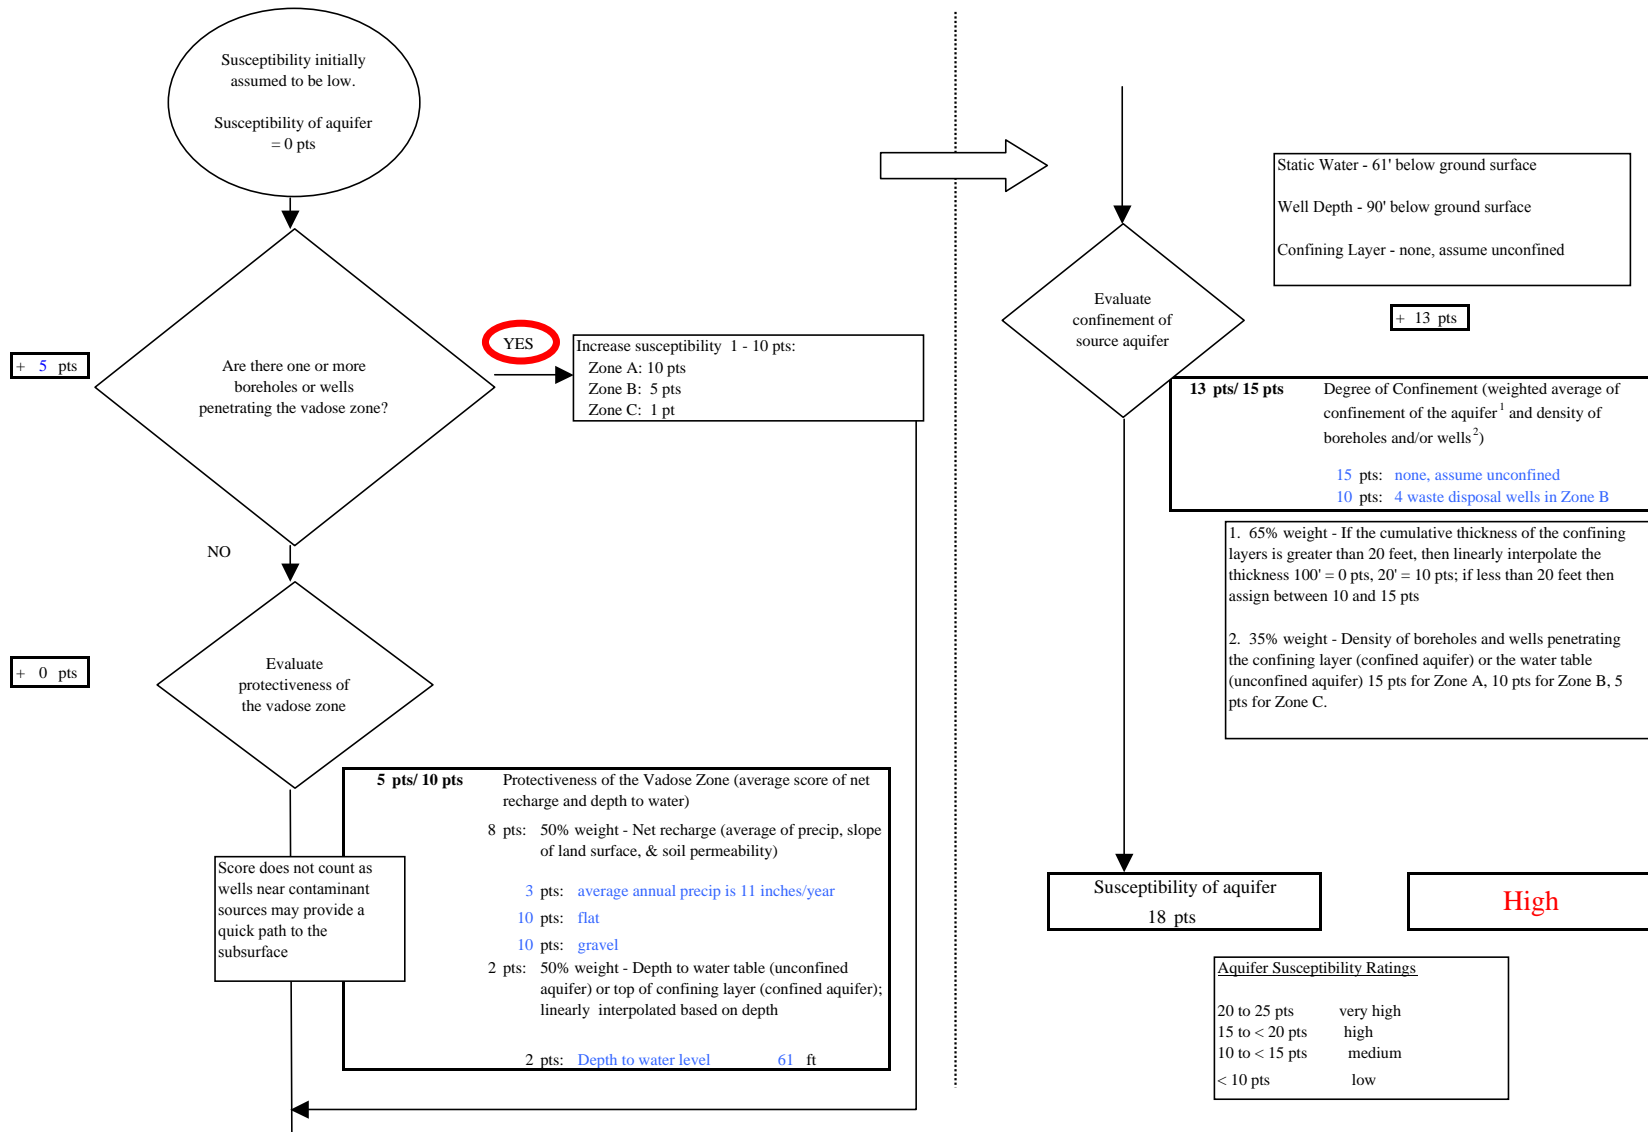 Susceptibility initially
assumed to be low.
Susceptibility of aquifer
= 0 pts
+ 5 pts
Are there one or more
boreholes or wells
penetrating the vadose zone?
YES
Increase susceptibility 1 - 10 pts:
Zone A: 10 pts
Zone B: 5 pts
Zone C: 1 pt
NO
+ 0 pts
Evaluate
protectiveness of
the vadose zone
5 pts/ 10 pts Protectiveness of the Vadose Zone (average score of net
recharge and depth to water)
8 pts: 50% weight - Net recharge (average of precip, slope
of land surface, & soil permeability)
3 pts: average annual precip is 11 inches/year
10 pts: flat
10 pts: gravel
2 pts: 50% weight - Depth to water table (unconfined
aquifer) or top of confining layer (confined aquifer);
linearly interpolated based on depth
2 pts: Depth to water level 61 ft
Score does not count as
wells near contaminant
sources may provide a
quick path to the
subsurface
Static Water - 61' below ground surface
Well Depth - 90' below ground surface
Confining Layer - none, assume unconfined
Evaluate
confinement of
source aquifer
+ 13 pts
13 pts/ 15 pts Degree of Confinement (weighted average of
confinement of the aquifer 1 and density of
boreholes and/or wells 2)
15 pts: none, assume unconfined
10 pts: 4 waste disposal wells in Zone B
1. 65% weight - If the cumulative thickness of the confining
layers is greater than 20 feet, then linearly interpolate the
thickness 100' = 0 pts, 20' = 10 pts; if less than 20 feet then
assign between 10 and 15 pts
2. 35% weight - Density of boreholes and wells penetrating
the confining layer (confined aquifer) or the water table
(unconfined aquifer) 15 pts for Zone A, 10 pts for Zone B, 5
pts for Zone C.
Susceptibility of aquifer
18 pts
High
Aquifer Susceptibility Ratings
20 to 25 pts very high
15 to < 20 pts high
10 to < 15 pts medium
< 10 pts low